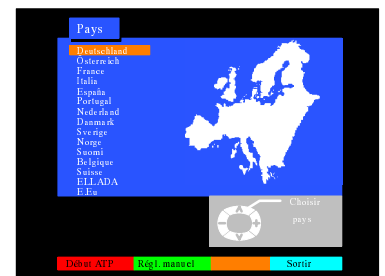 Pays
Deutschland
Österreich
France
Italia
España
Portugal
Nederland
Danmark
Sverige
Norge
Suomi
Belgique
Suisse
ELLADA
E.Eu
Choisir
pays
Début ATP
Régl. manuel
Sortir